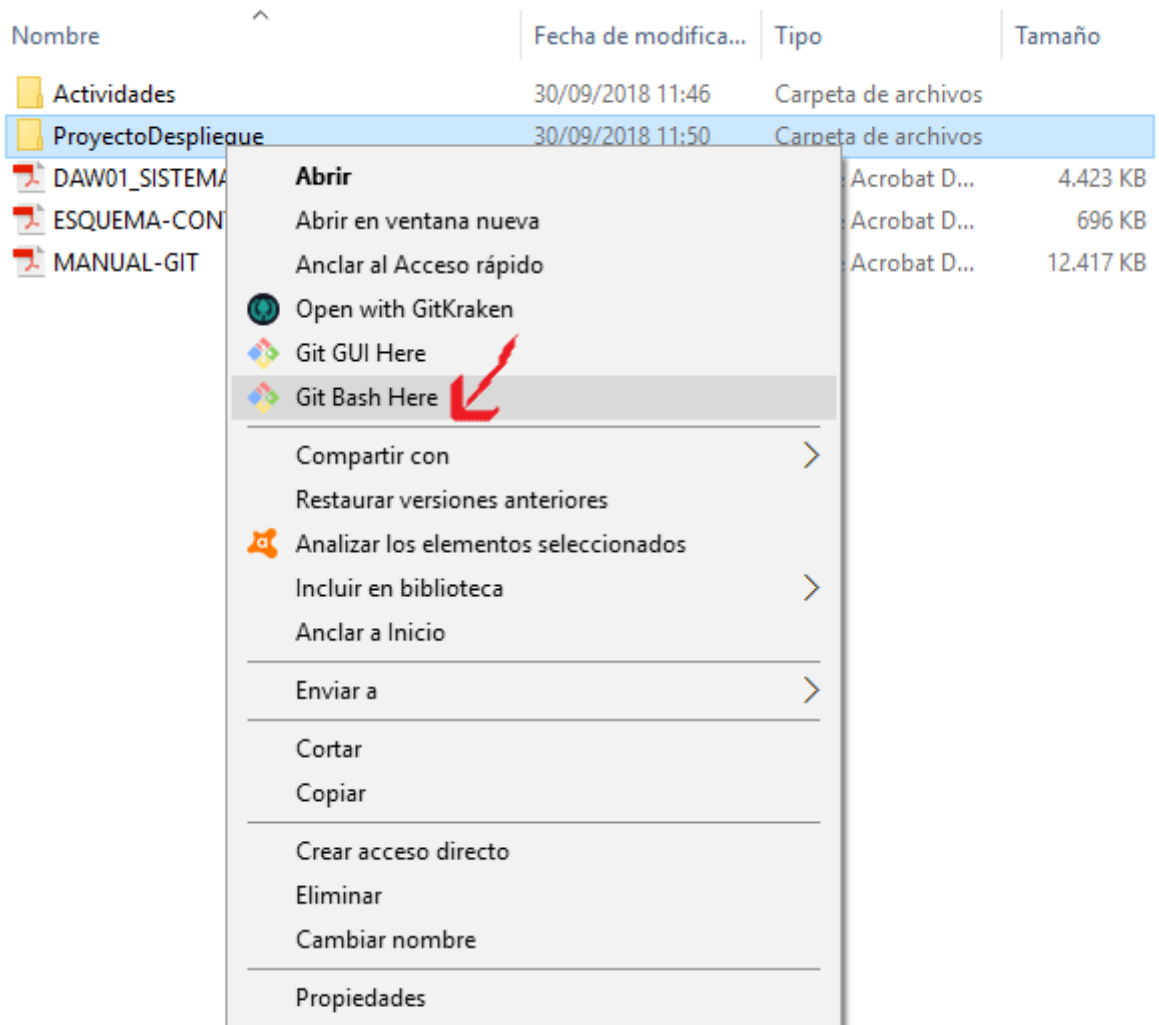 Nombre Fecha de modifica... Tipo Tamaño
Actividades 30/09/2018 11:46 Carpeta de archivos
ProyectoDespliegue 30/09/2018 11:50 Carpeta de archivos
DAW01_SISTEMA Acrobat D... 4.423 KB
ESQUEMA-CON Acrobat D... 696 KB
MANUAL-GIT Acrobat D... 12.417 KB
Abrir
Abrir en ventana nueva
Anclar al Acceso rápido
Open with GitKraken
Git GUI Here
Git Bash Here
Compartir con
Restaurar versiones anteriores
Analizar los elementos seleccionados
Incluir en biblioteca
Anclar a Inicio
Enviar a
Cortar
Copiar
Crear acceso directo
Eliminar
Cambiar nombre
Propiedades